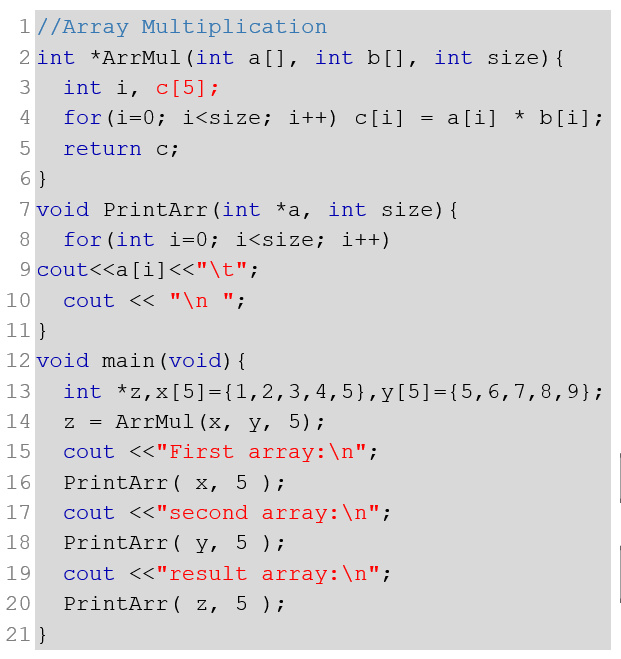 1 //Array Multiplication
2 int *ArrMul(int a[], int b[], int size){
3   int i, c[5];
4   for(i=0; i<size; i++) c[i] = a[i] * b[i];
5   return c;
6 }
7 void PrintArr(int *a, int size){
8   for(int i=0; i<size; i++)
9 cout<<a[i]<<"\t";
10   cout << "\n ";
11 }
12 void main(void){
13   int *z,x[5]={1,2,3,4,5},y[5]={5,6,7,8,9};
14   z = ArrMul(x, y, 5);
15   cout <<"First array:\n";
16   PrintArr( x, 5 );
17   cout <<"second array:\n";
18   PrintArr( y, 5 );
19   cout <<"result array:\n";
20   PrintArr( z, 5 );
21 }